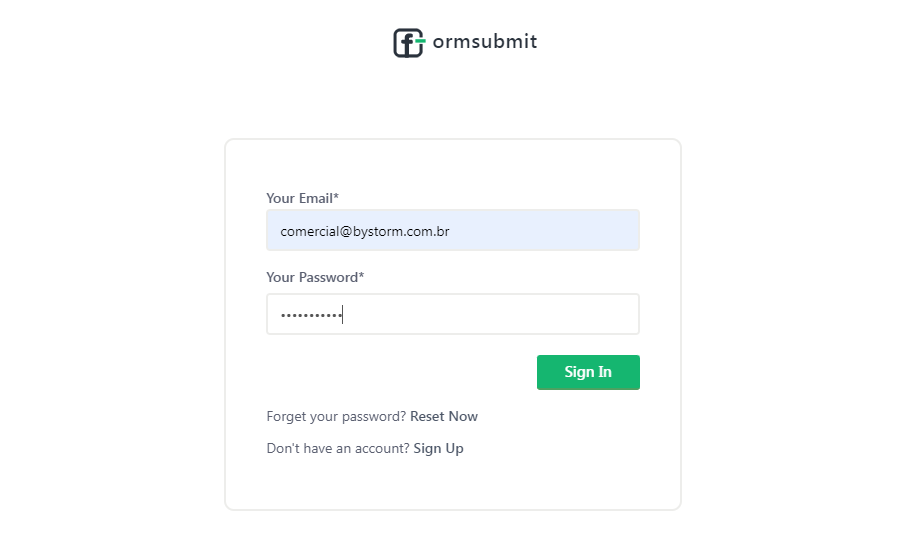 f ormsubmit
Your Email*
comercial@bystorm.com.br
Your Password*
•••••••••••
Sign In
Forget your password? Reset Now
Don't have an account? Sign Up